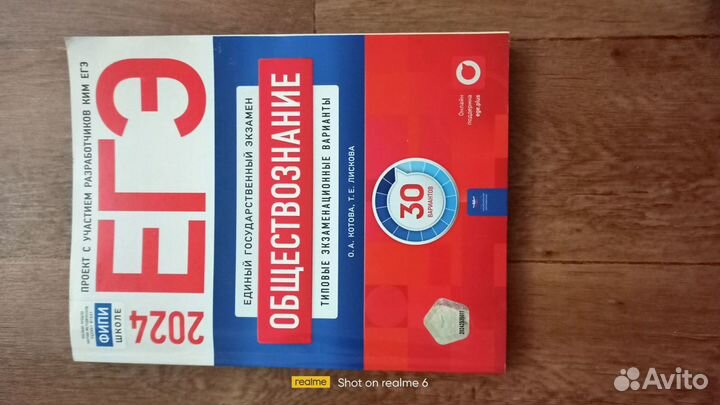 ПРОЕКТ С УЧАСТИЕМ РАЗРАБОТЧИКОВ КИМ ЕГЭ
ФИПИ
ШКОЛЕ
2024
ЕГЭ
ЕДИНЫЙ ГОСУДАРСТВЕННЫЙ ЭКЗАМЕН
ОБЩЕСТВОЗНАНИЕ
ТИПОВЫЕ ЭКЗАМЕНАЦИОННЫЕ ВАРИАНТЫ
О. А. КОТОВА, Т. Е. ЛИСКОВА
30
ВАРИАНТОВ
Онлайн
поддержка
ege.plus
realme Shot on realme 6
Avito